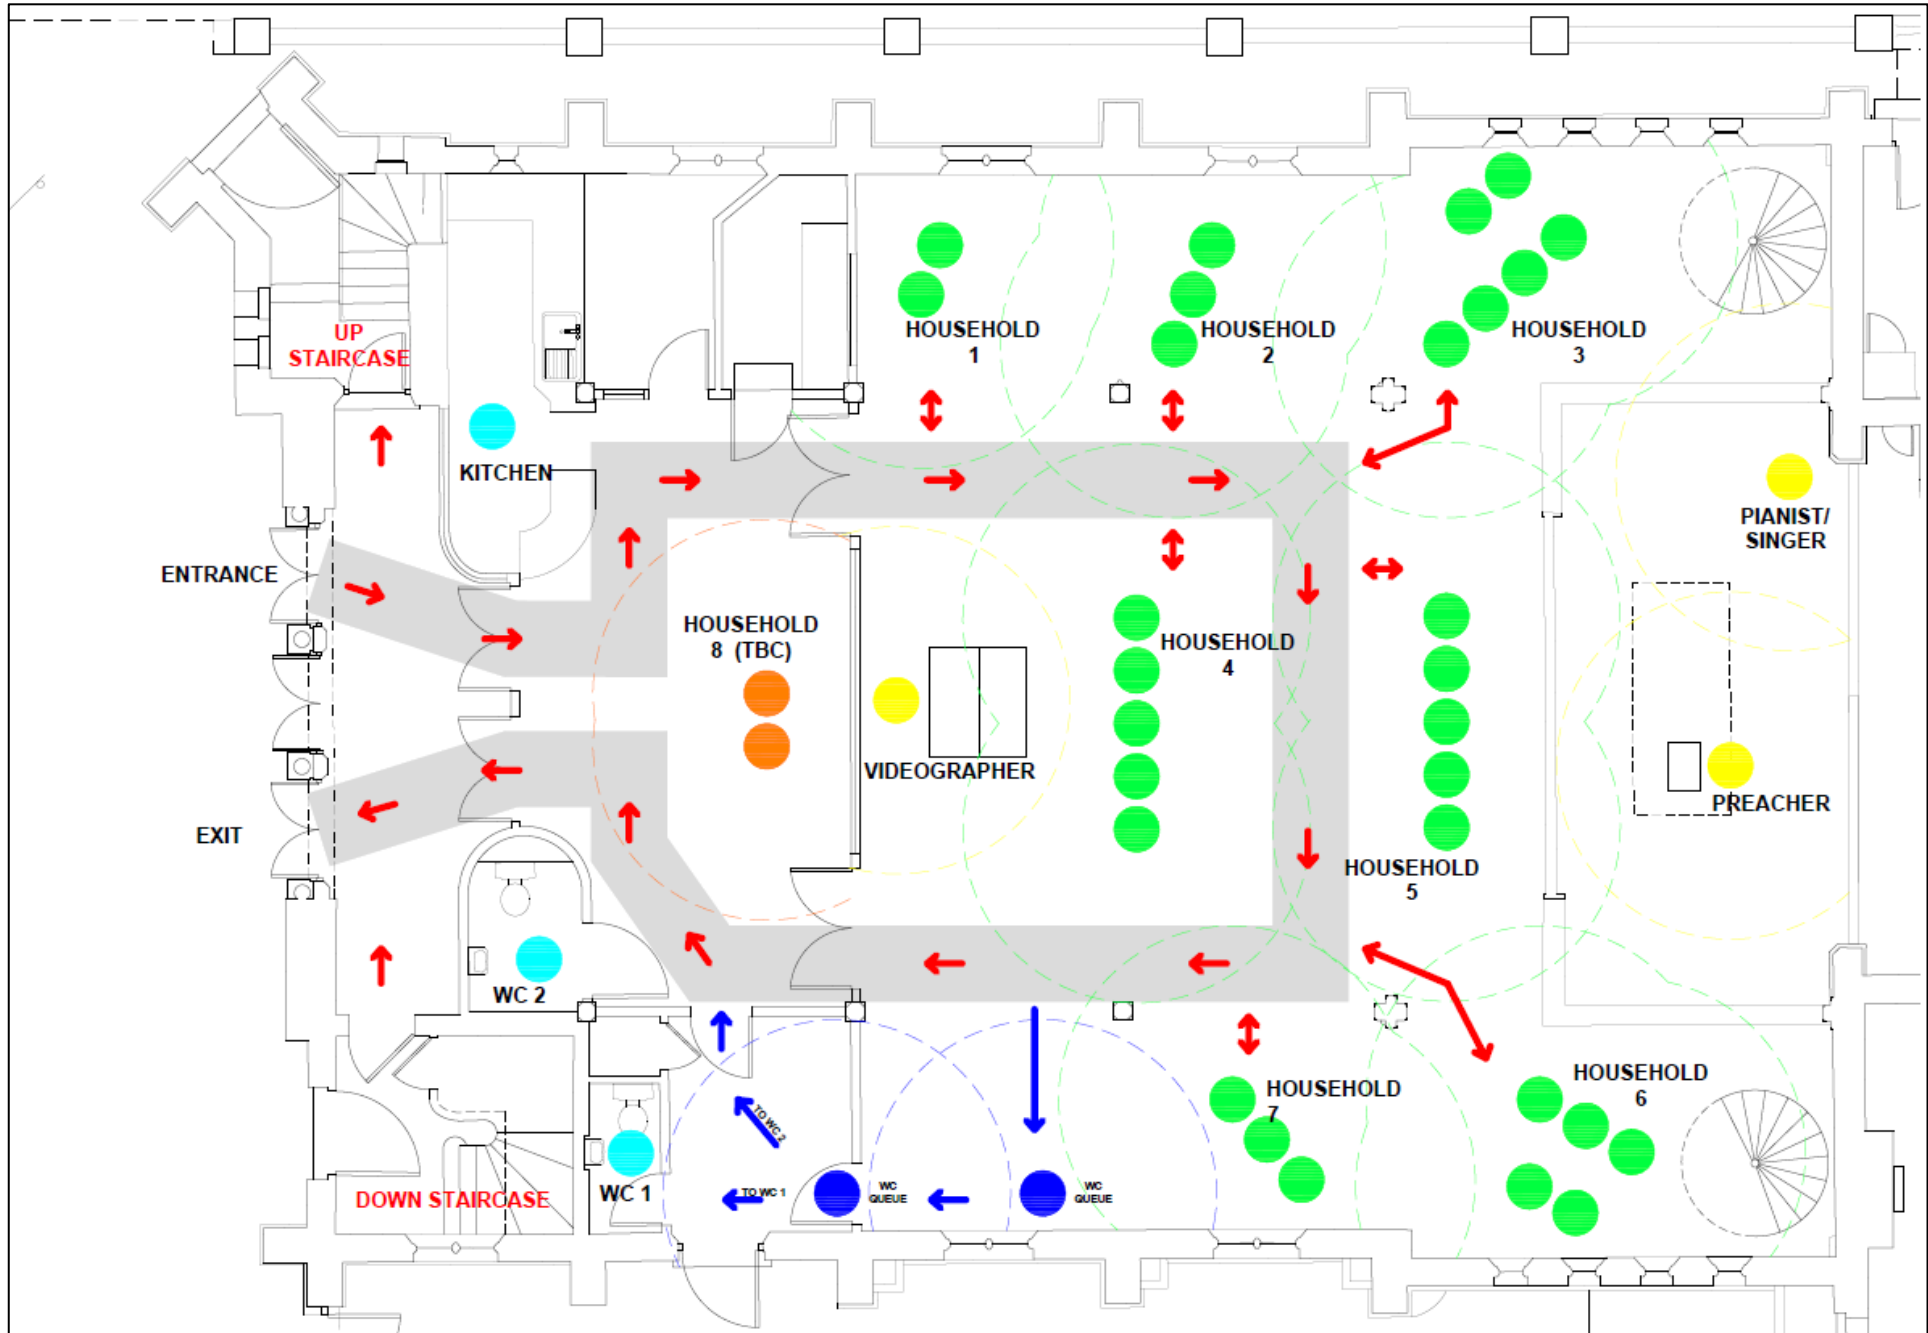 UP
STAIRCASE
HOUSEHOLD
1
HOUSEHOLD
2
HOUSEHOLD
3
KITCHEN
PIANIST/
SINGER
ENTRANCE
HOUSEHOLD
8 (TBC)
HOUSEHOLD
4
VIDEOGRAPHER
PREACHER
EXIT
HOUSEHOLD
5
WC 2
HOUSEHOLD
6
HOUSEHOLD
7
TO WC 2
DOWN STAIRCASE
WC 1
TO WC 1
WC
QUEUE
WC
QUEUE